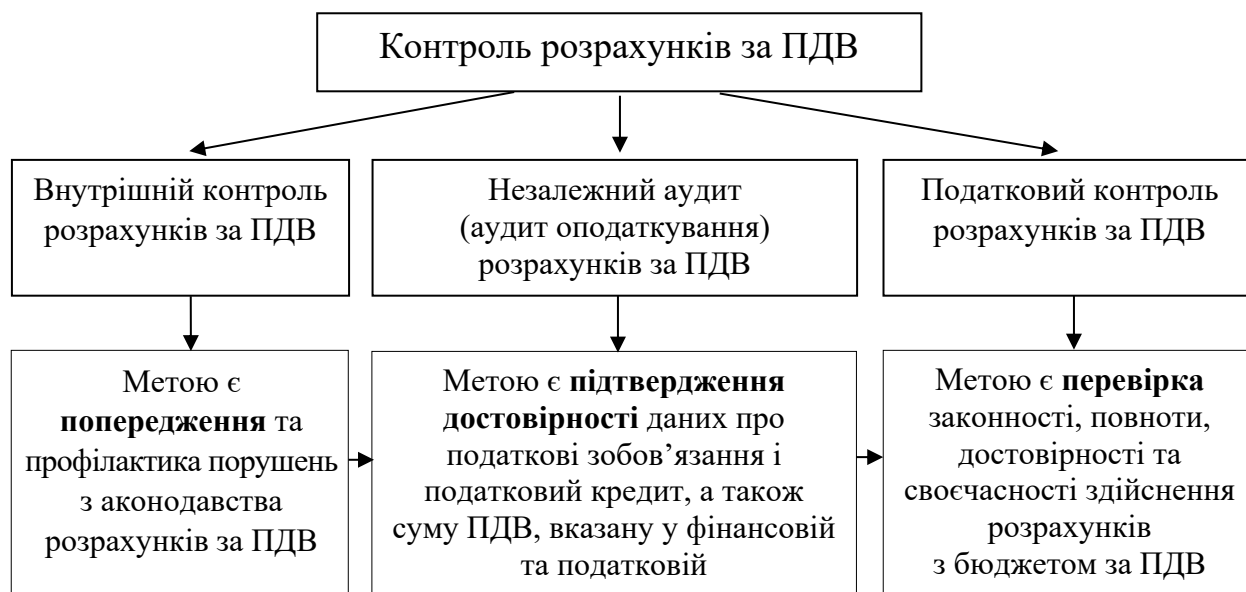 Контроль розрахунків за ПДВ
Внутрішній контроль
розрахунків за ПДВ
Незалежний аудит
(аудит оподаткування)
розрахунків за ПДВ
Податковий контроль
розрахунків за ПДВ
Метою є
попередження та
профілактика порушень
з аконодавства
розрахунків за ПДВ
Метою є підтвердження
достовірності даних про
податкові зобов’язання і
податковий кредит, а також
суму ПДВ, вказану у фінансовій
та податковій
Метою є перевірка
законності, повноти,
достовірності та
своєчасності здійснення
розрахунків
з бюджетом за ПДВ